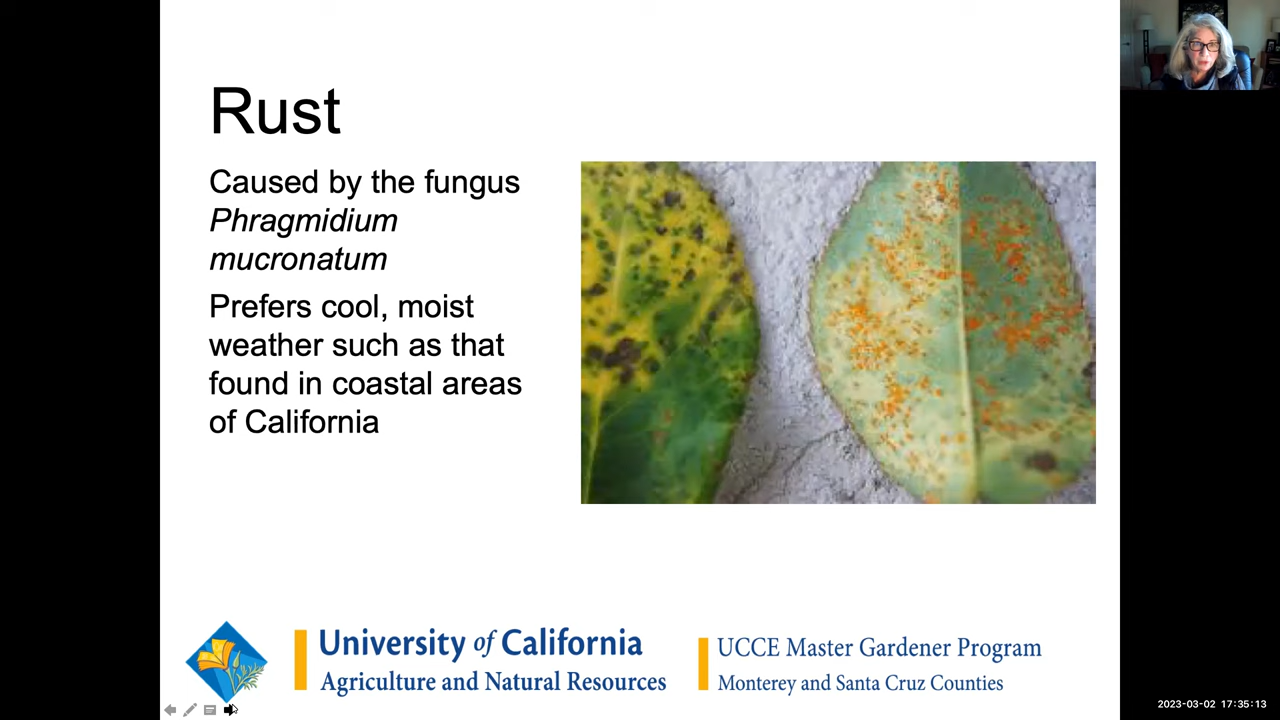 Rust
Caused by the fungus
Phragmidium
mucronatum
Prefers cool, moist
weather such as that
found in coastal areas
of California
University of California
Agriculture and Natural Resources
UCCE Master Gardener Program
Monterey and Santa Cruz Counties
2023-03-02 17:35:13